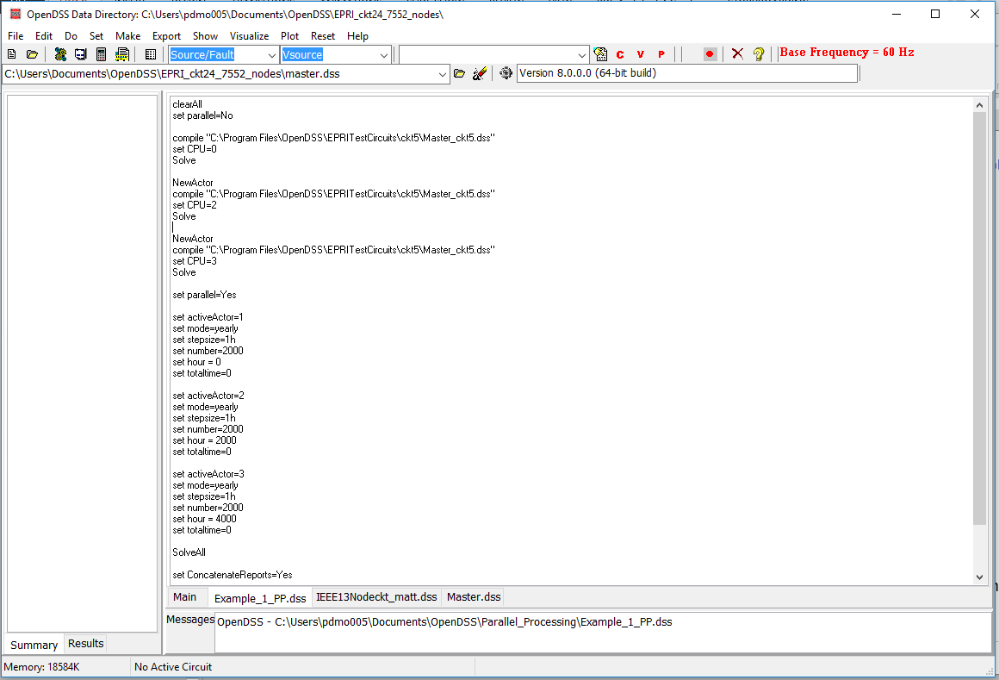 OpenDSS Data Directory: C:\Users\pdmo005\Documents\OpenDSS\EPRI_ckt24_7552_nodes\
File Edit Do Set Make Export Show Visualize Plot Reset Help
Source/Fault Vsource C V P Base Frequency = 60 Hz
C:\Users\Documents\OpenDSS\EPRI_ckt24_7552_nodes\master.dss Version 8.0.0.0 (64-bit build)
clearAll
set parallel=No
compile "C:\Program Files\OpenDSS\EPRITestCircuits\ckt5\Master_ckt5.dss"
set CPU=0
Solve
NewActor
compile "C:\Program Files\OpenDSS\EPRITestCircuits\ckt5\Master_ckt5.dss"
set CPU=2
Solve
NewActor
compile "C:\Program Files\OpenDSS\EPRITestCircuits\ckt5\Master_ckt5.dss"
set CPU=3
Solve
set parallel=Yes
set activeActor=1
set mode=yearly
set stepsize=1h
set number=2000
set hour = 0
set totaltime=0
set activeActor=2
set mode=yearly
set stepsize=1h
set number=2000
set hour = 2000
set totaltime=0
set activeActor=3
set mode=yearly
set stepsize=1h
set number=2000
set hour = 4000
set totaltime=0
SolveAll
set ConcatenateReports=Yes
Main Example_1_PP.dss IEEE13Nodeckt_matt.dss Master.dss
Messages OpenDSS - C:\Users\pdmo005\Documents\OpenDSS\Parallel_Processing\Example_1_PP.dss
Summary Results
Memory: 18584K No Active Circuit